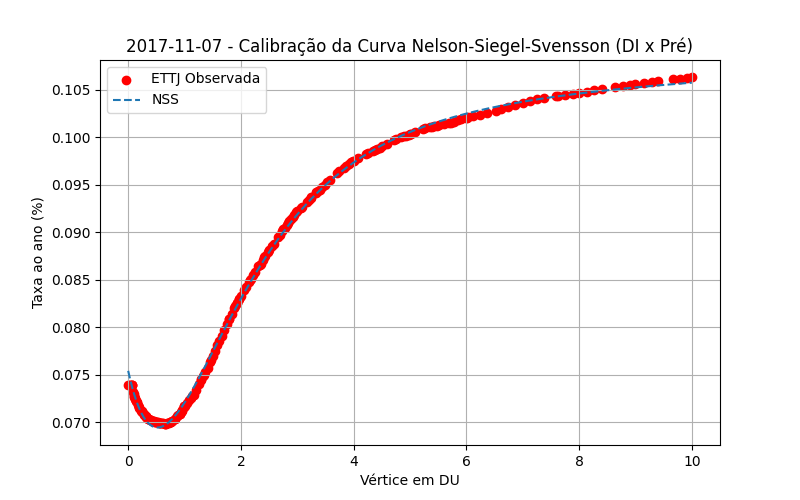 2017-11-07 - Calibração da Curva Nelson-Siegel-Svensson (DI x Pré)
ETTJ Observada
NSS
Taxa ao ano (%)
0.105
0.100
0.095
0.090
0.085
0.080
0.075
0.070
0 2 4 6 8 10
Vértice em DU